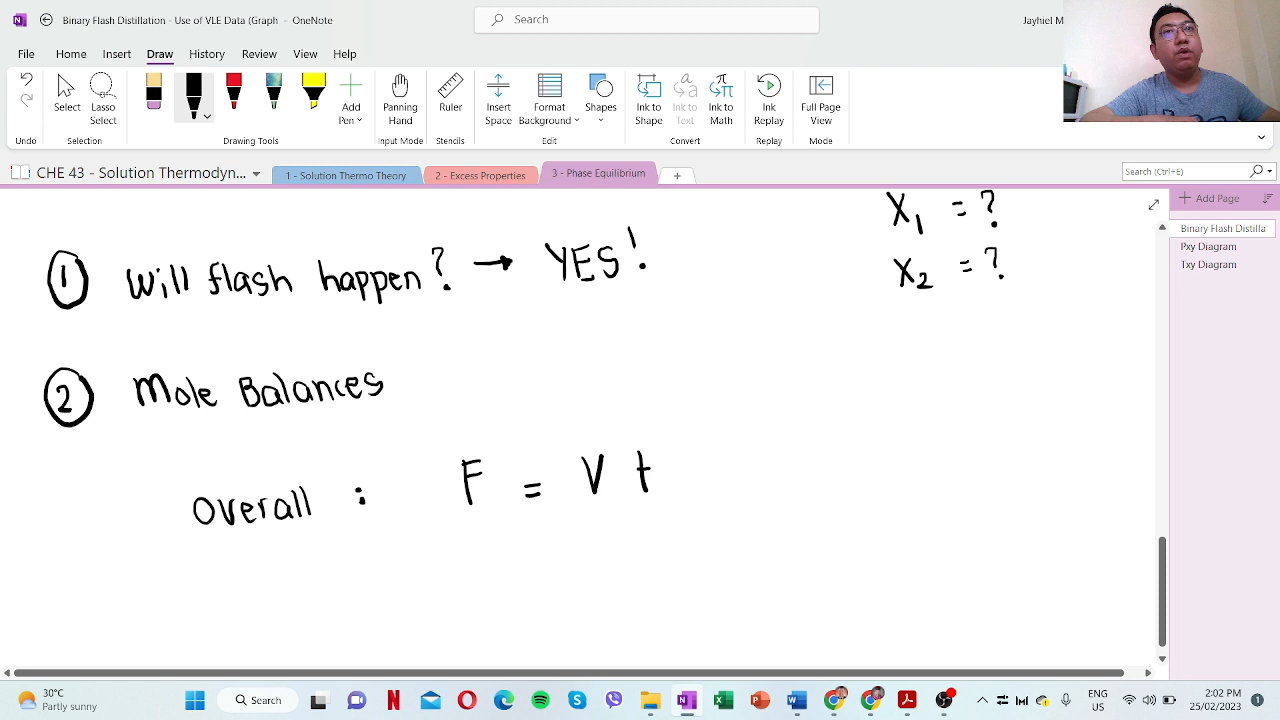 Binary Flash Distillation - Use of VLE Data (Graph - OneNote
Search
Jayhiel M
File Home Insert Draw History Review View Help
Undo
Select
Lasso Select
Add Pen
Panning Hand
Ruler
Insert Space
Format Background
Shapes
Ink to Shape
Ink to Text
Ink to Math
Ink Replay
Full Page View
Selection
Drawing Tools
Input Mode
Stencils
Edit
Convert
Replay
Mode
CHE 43 - Solution Thermodyn...
1 - Solution Thermo Theory
2 - Excess Properties
3 - Phase Equilibrium
+
Search (Ctrl+E)
Add Page
Binary Flash Distilla
Pxy Diagram
Txy Diagram
X1 = ?
X2 = ?
① Will flash happen? → YES!
② Mole Balances
Overall : F = V t
30°C
Partly sunny
Search
ENG
US
2:02 PM
25/02/2023
1